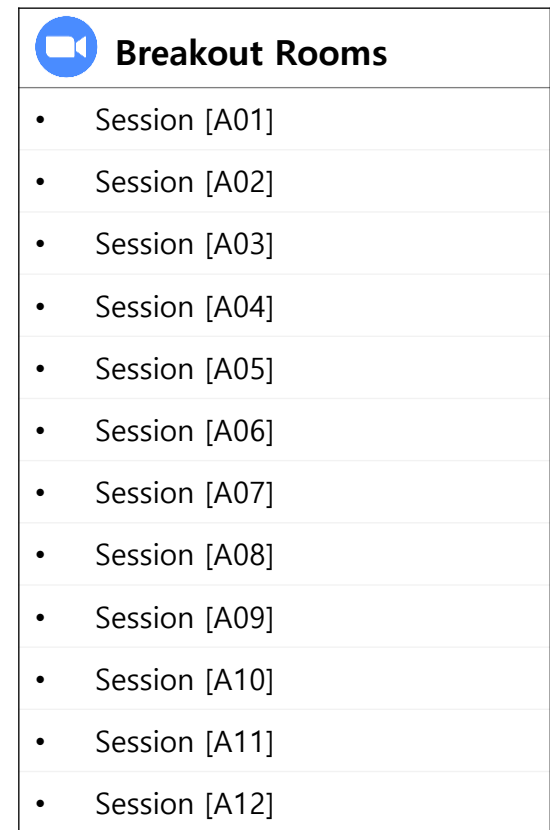 Breakout Rooms
• Session [A01]
• Session [A02]
• Session [A03]
• Session [A04]
• Session [A05]
• Session [A06]
• Session [A07]
• Session [A08]
• Session [A09]
• Session [A10]
• Session [A11]
• Session [A12]